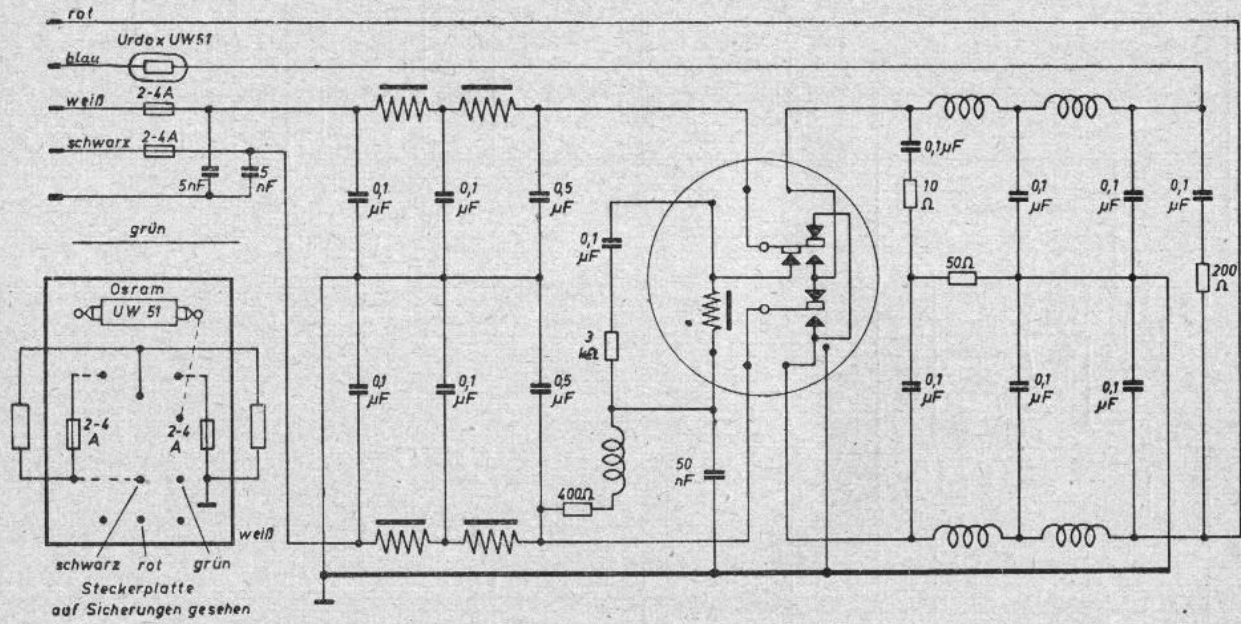 rot
Urdox UW51
blau
2-4A
weiß
2-4A
schwarz
5nF
5
nF
grün
0,1
µF
0,1
µF
0,5
µF
0,1
µF
3
kΩ
0,1
µF
0,1
µF
0,5
µF
400Ω
50
nF
0,1µF
10
Ω
0,1
µF
0,1
µF
0,1
µF
50Ω
200
Ω
0,1
µF
0,1
µF
0,1
µF
Osram
UW 51
2-4
A
2-4
A
weiß
schwarz rot grün
Steckerplatte
auf Sicherungen gesehen